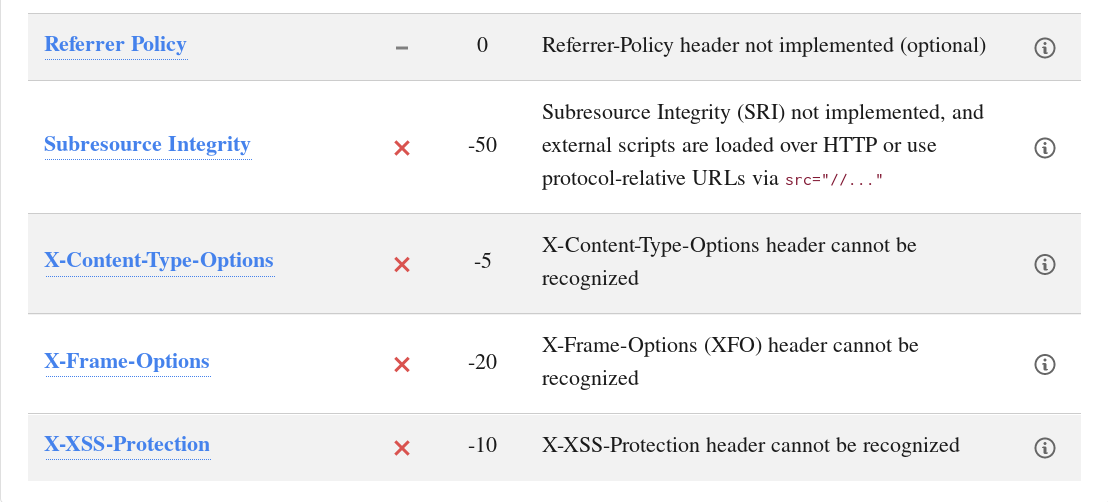 Referrer Policy – 0 Referrer-Policy header not implemented (optional)
Subresource Integrity ✕ -50 Subresource Integrity (SRI) not implemented, and
external scripts are loaded over HTTP or use
protocol-relative URLs via src="//..."
X-Content-Type-Options ✕ -5 X-Content-Type-Options header cannot be
recognized
X-Frame-Options ✕ -20 X-Frame-Options (XFO) header cannot be
recognized
X-XSS-Protection ✕ -10 X-XSS-Protection header cannot be recognized